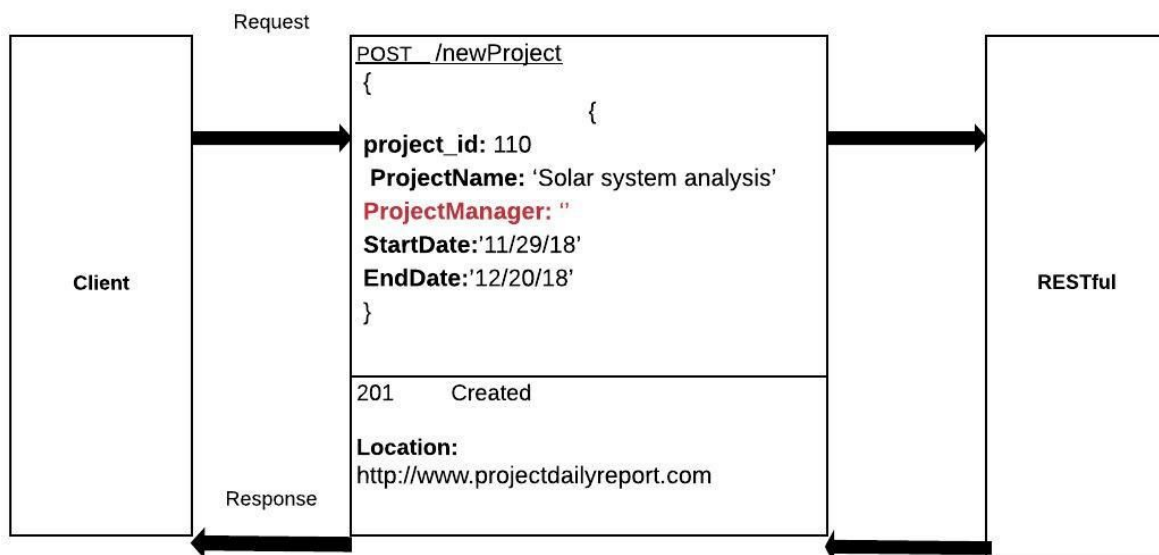 Request
POST /newProject
{
{
project_id: 110
ProjectName: ‘Solar system analysis’
ProjectManager: ‘’
StartDate:’11/29/18’
EndDate:’12/20/18’
}
Client
RESTful
201 Created
Location:
http://www.projectdailyreport.com
Response